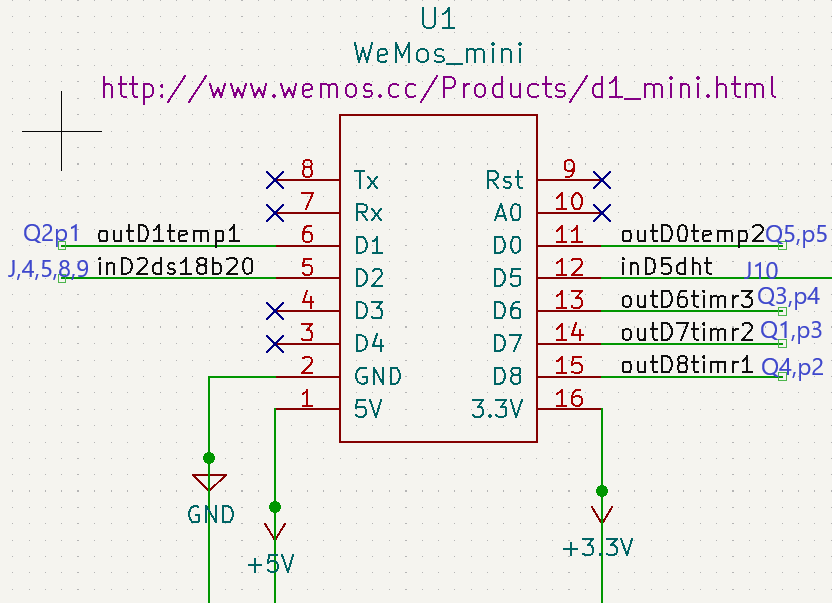 U1
WeMos_mini
http://www.wemos.cc/Products/d1_mini.html
8 Tx Rst 9
7 Rx A0 10
Q2p1 outD1temp1 6 D1 D0 11 outD0temp2 Q5,p5
J,4,5,8,9 inD2ds18b20 5 D2 D5 12 inD5dht J10
4 D3 D6 13 outD6timr3 Q3,p4
3 D4 D7 14 outD7timr2 Q1,p3
2 GND D8 15 outD8timr1 Q4,p2
1 5V 3.3V 16
GND
+5V
+3.3V